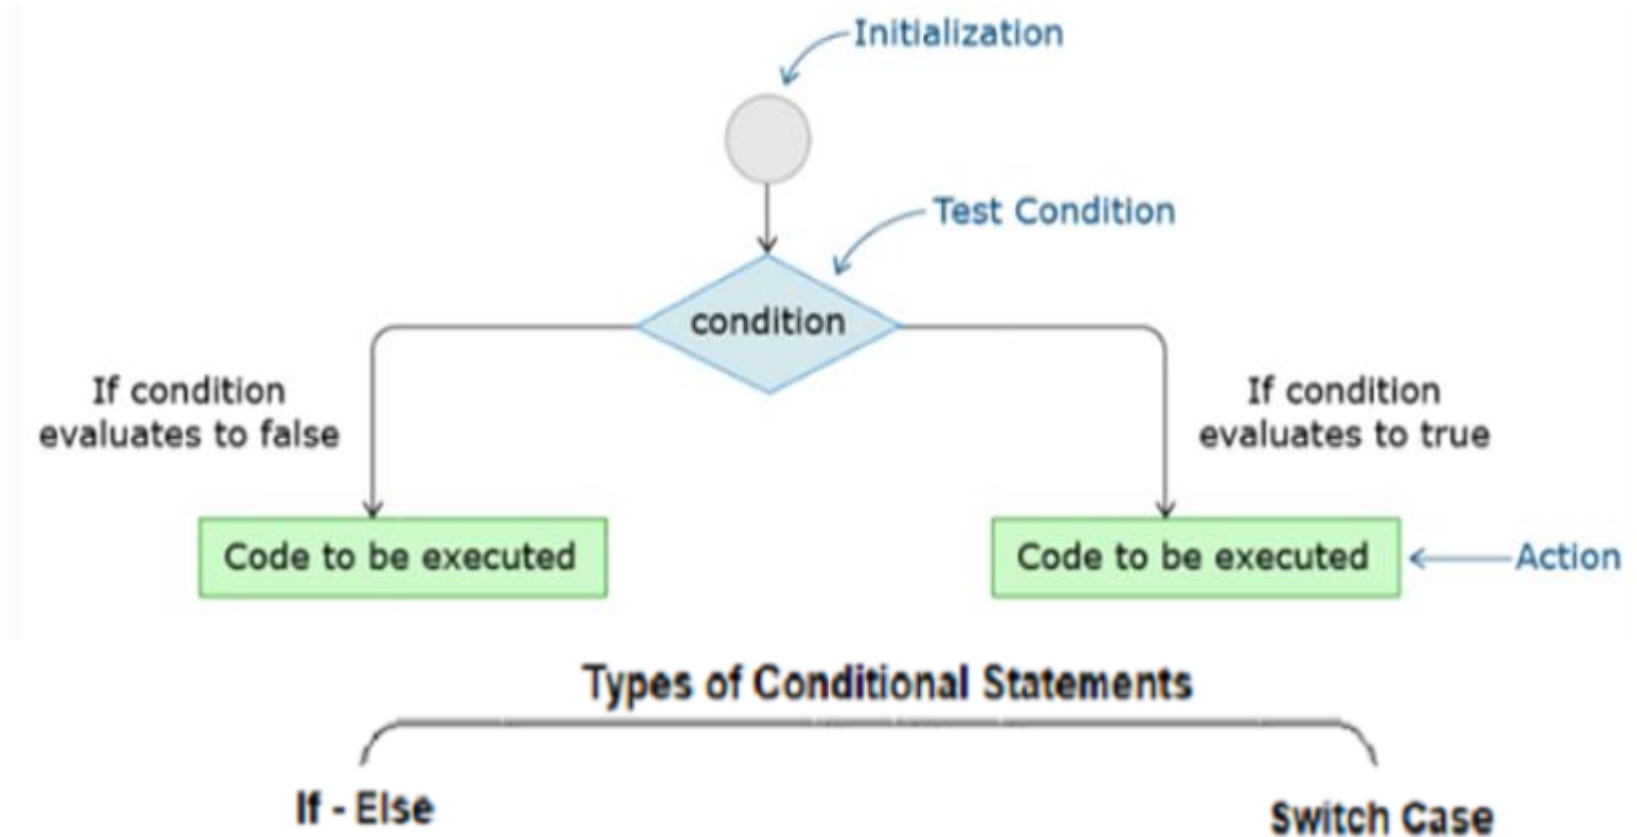 Initialization
Test Condition
condition
If condition
evaluates to false
If condition
evaluates to true
Code to be executed
Code to be executed
Action
Types of Conditional Statements
If - Else
Switch Case